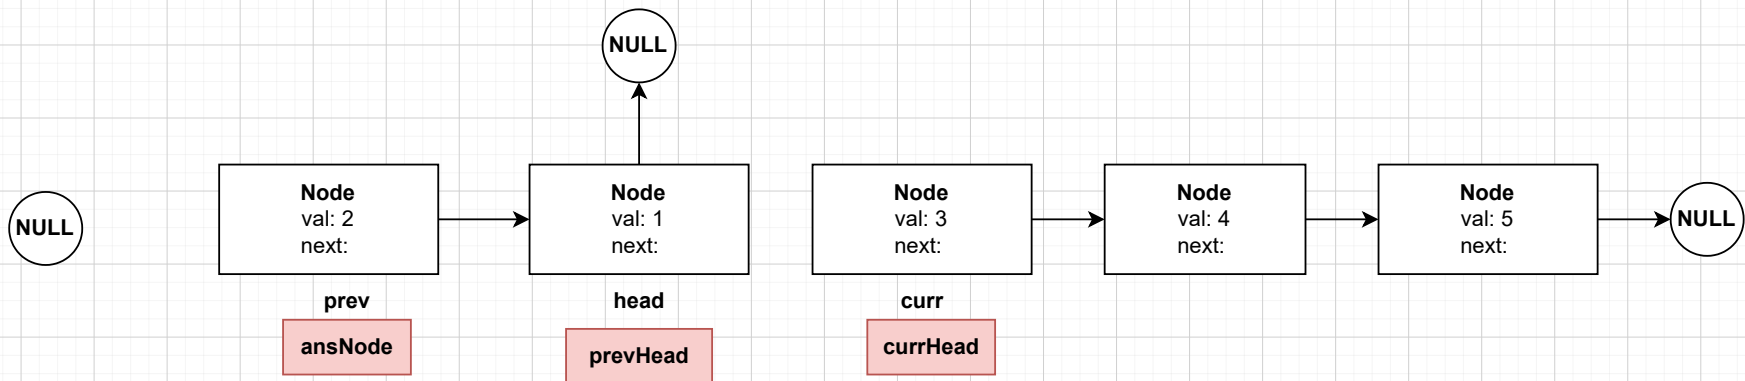 NULL
NULL
Node
val: 2
next:
Node
val: 1
next:
Node
val: 3
next:
Node
val: 4
next:
Node
val: 5
next:
NULL
prev
head
curr
ansNode
prevHead
currHead